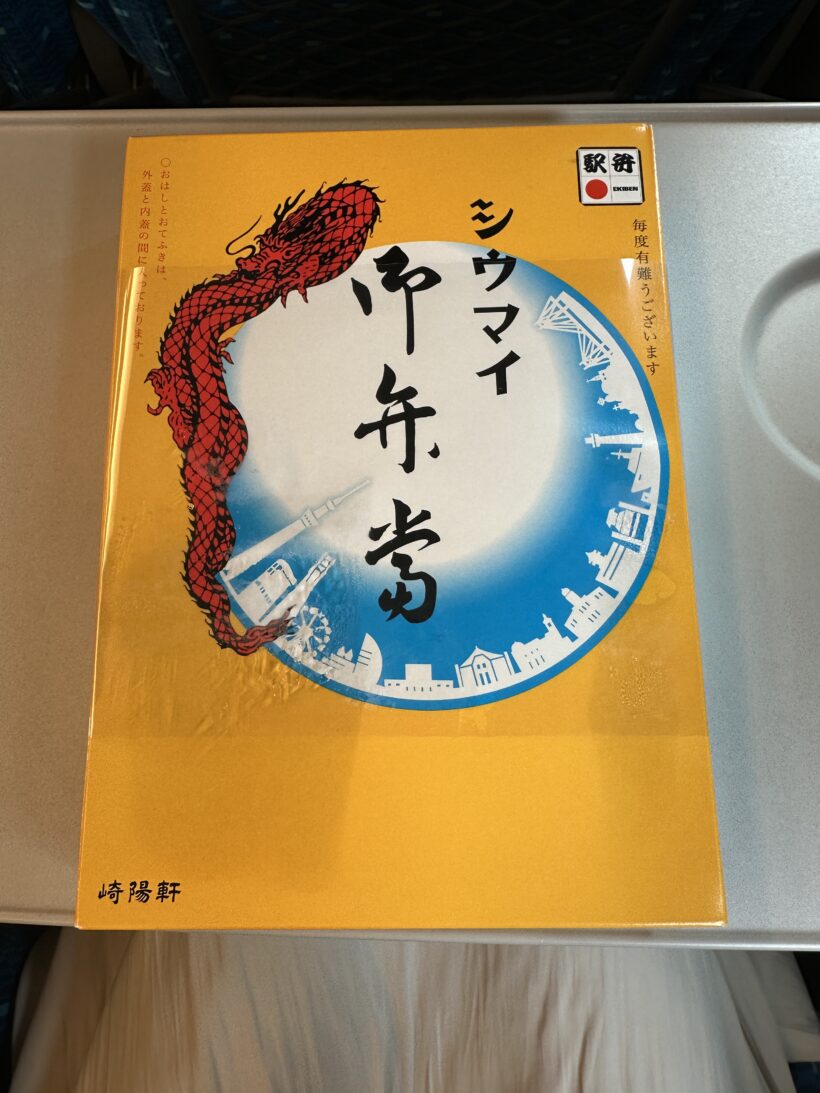 駅弁
EKIBEN
毎度有難うございます
シウマイ
御弁當
〇おはしとおてふきは、
外蓋と内蓋の間に入っております。
崎陽軒